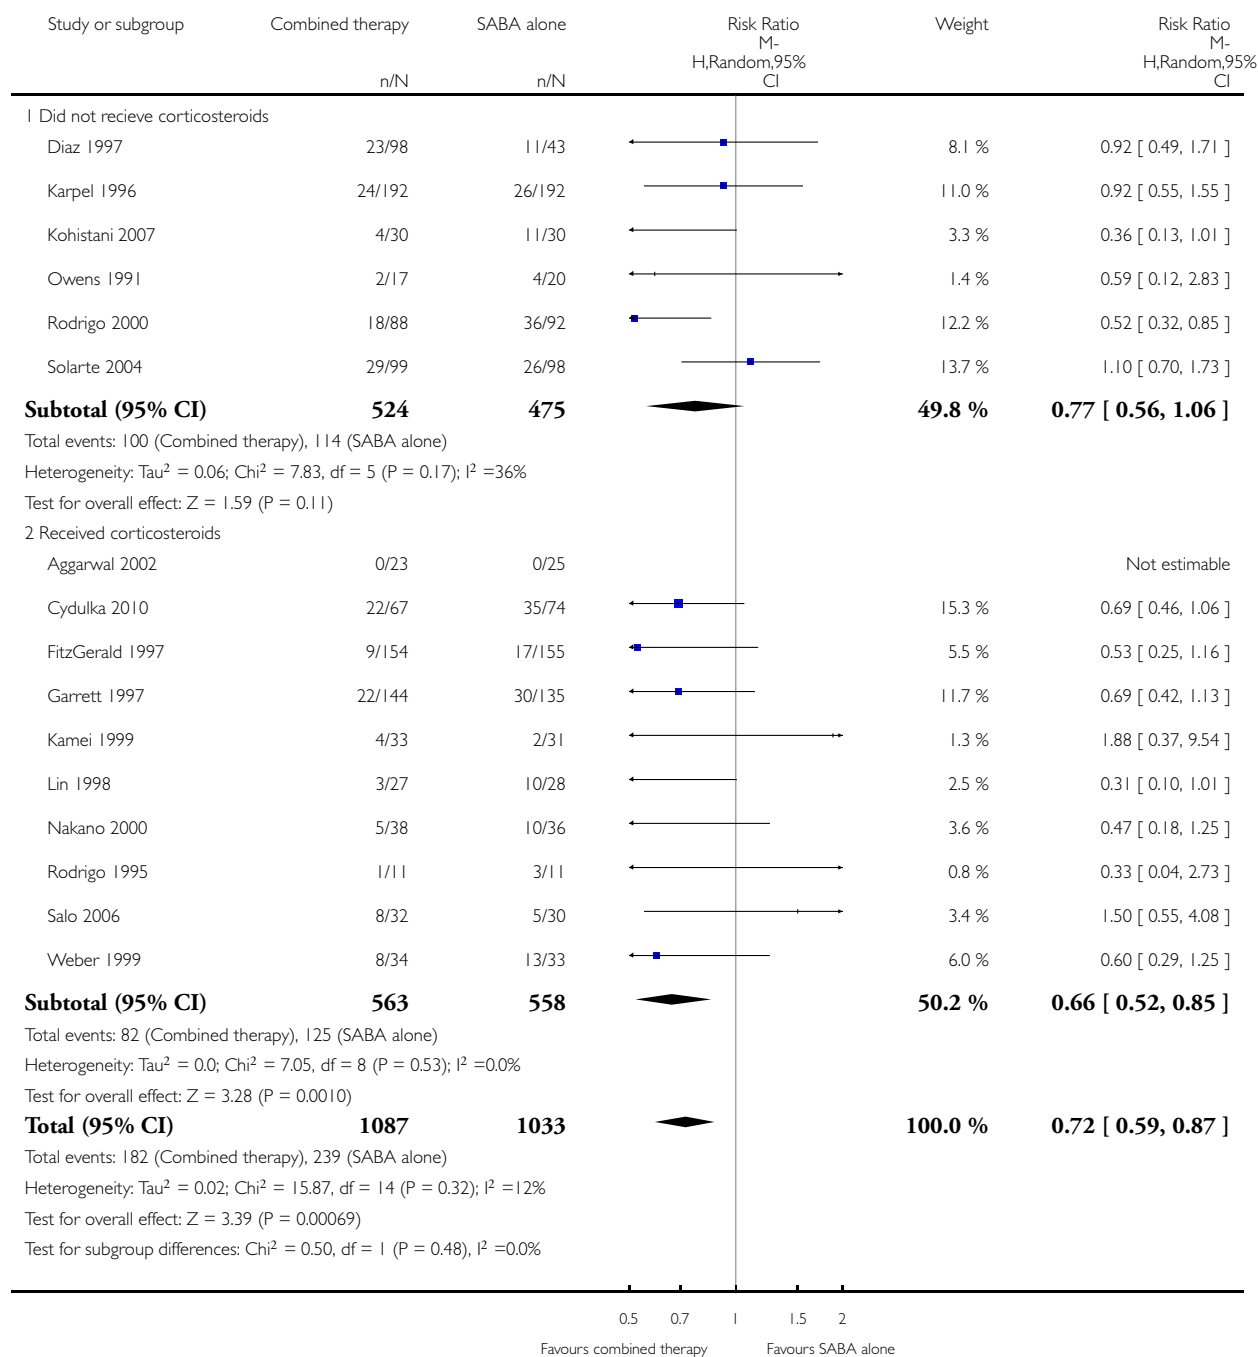 Study or subgroup Combined therapy SABA alone Risk Ratio Weight Risk Ratio
M- M-
H,Random,95% H,Random,95%
n/N n/N CI CI
1 Did not recieve corticosteroids
Diaz 1997 23/98 11/43 8.1 % 0.92 [ 0.49, 1.71 ]
Karpel 1996 24/192 26/192 11.0 % 0.92 [ 0.55, 1.55 ]
Kohistani 2007 4/30 11/30 3.3 % 0.36 [ 0.13, 1.01 ]
Owens 1991 2/17 4/20 1.4 % 0.59 [ 0.12, 2.83 ]
Rodrigo 2000 18/88 36/92 12.2 % 0.52 [ 0.32, 0.85 ]
Solarte 2004 29/99 26/98 13.7 % 1.10 [ 0.70, 1.73 ]
Subtotal (95% CI) 524 475 49.8 % 0.77 [ 0.56, 1.06 ]
Total events: 100 (Combined therapy), 114 (SABA alone)
Heterogeneity: Tau² = 0.06; Chi² = 7.83, df = 5 (P = 0.17); I² =36%
Test for overall effect: Z = 1.59 (P = 0.11)
2 Received corticosteroids
Aggarwal 2002 0/23 0/25 Not estimable
Cydulka 2010 22/67 35/74 15.3 % 0.69 [ 0.46, 1.06 ]
FitzGerald 1997 9/154 17/155 5.5 % 0.53 [ 0.25, 1.16 ]
Garrett 1997 22/144 30/135 11.7 % 0.69 [ 0.42, 1.13 ]
Kamei 1999 4/33 2/31 1.3 % 1.88 [ 0.37, 9.54 ]
Lin 1998 3/27 10/28 2.5 % 0.31 [ 0.10, 1.01 ]
Nakano 2000 5/38 10/36 3.6 % 0.47 [ 0.18, 1.25 ]
Rodrigo 1995 1/11 3/11 0.8 % 0.33 [ 0.04, 2.73 ]
Salo 2006 8/32 5/30 3.4 % 1.50 [ 0.55, 4.08 ]
Weber 1999 8/34 13/33 6.0 % 0.60 [ 0.29, 1.25 ]
Subtotal (95% CI) 563 558 50.2 % 0.66 [ 0.52, 0.85 ]
Total events: 82 (Combined therapy), 125 (SABA alone)
Heterogeneity: Tau² = 0.0; Chi² = 7.05, df = 8 (P = 0.53); I² =0.0%
Test for overall effect: Z = 3.28 (P = 0.0010)
Total (95% CI) 1087 1033 100.0 % 0.72 [ 0.59, 0.87 ]
Total events: 182 (Combined therapy), 239 (SABA alone)
Heterogeneity: Tau² = 0.02; Chi² = 15.87, df = 14 (P = 0.32); I² =12%
Test for overall effect: Z = 3.39 (P = 0.00069)
Test for subgroup differences: Chi² = 0.50, df = 1 (P = 0.48), I² =0.0%
0.5 0.7 1 1.5 2
Favours combined therapy Favours SABA alone